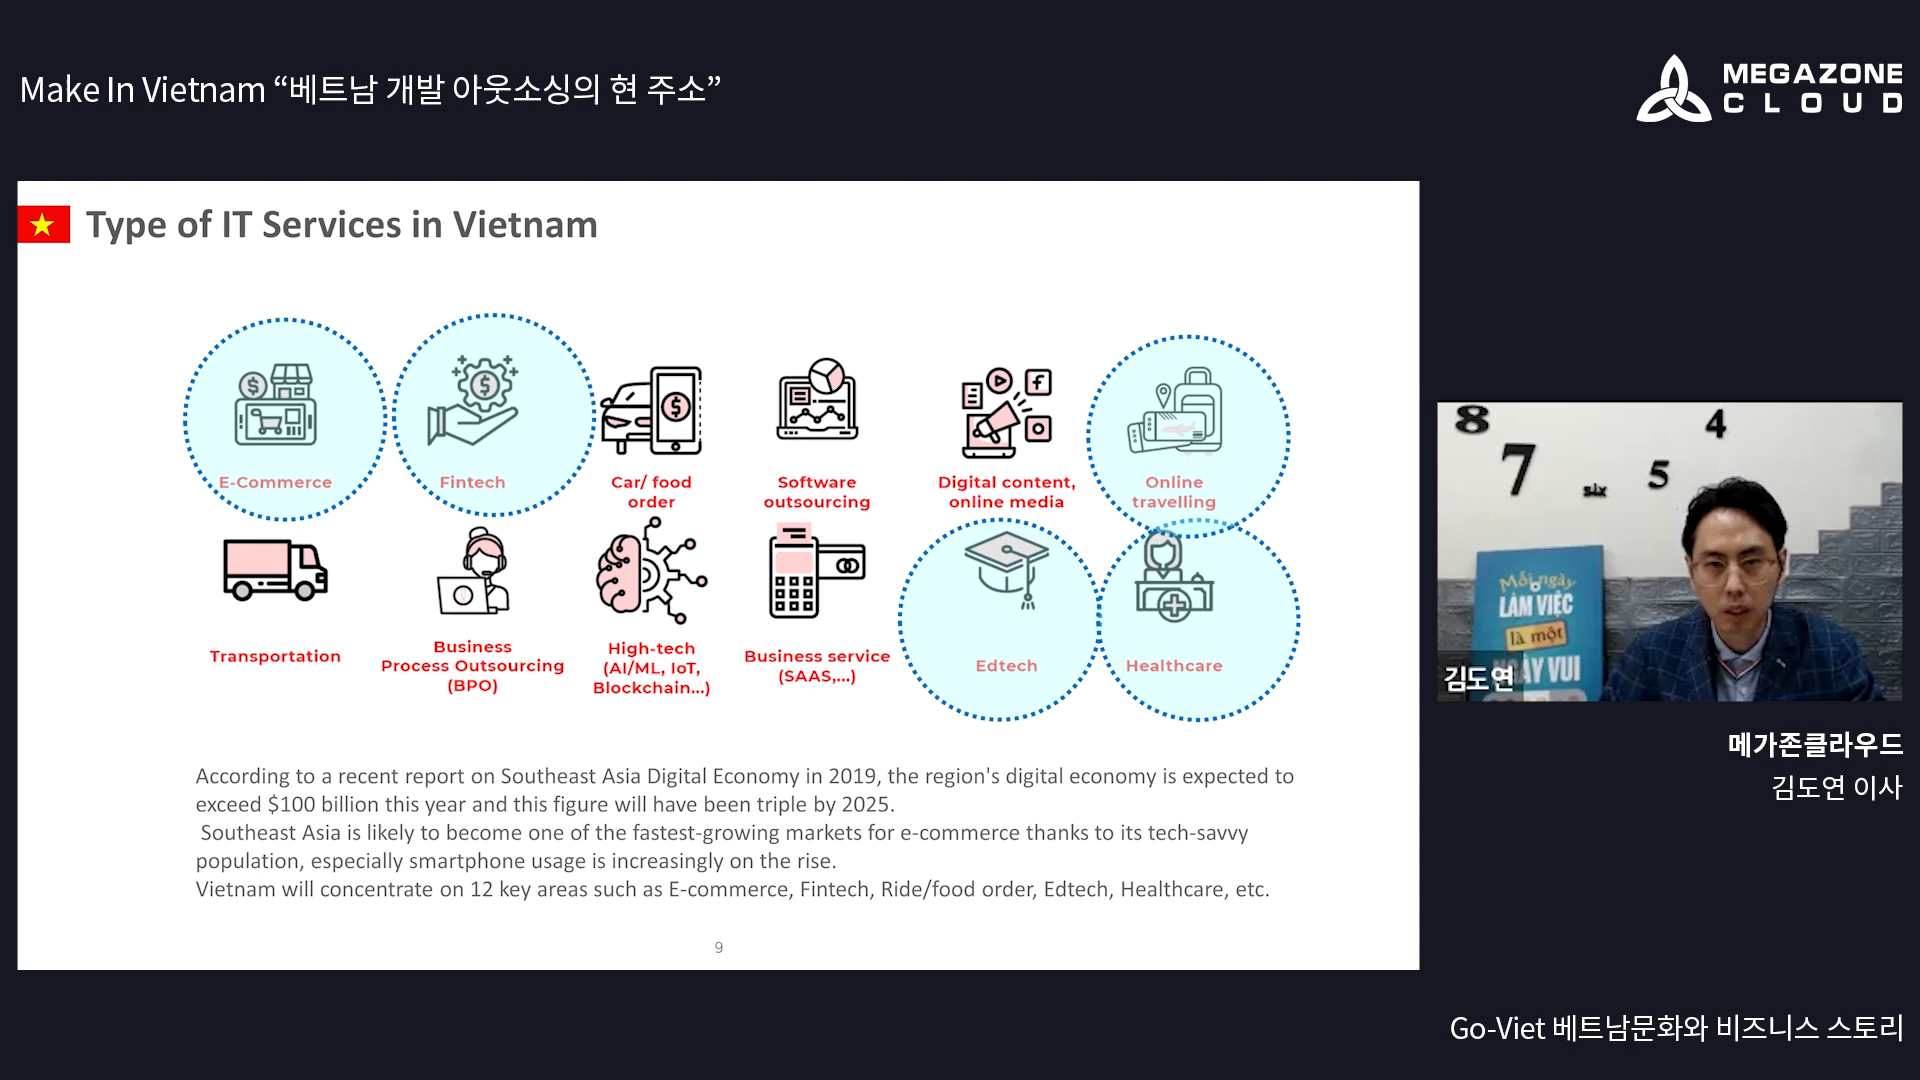 Make In Vietnam “베트남 개발 아웃소싱의 현 주소”
MEGAZONE
CLOUD
Type of IT Services in Vietnam
E-Commerce
Fintech
Car/ food
order
Software
outsourcing
Digital content,
online media
Online
travelling
Transportation
Business
Process Outsourcing
(BPO)
High-tech
(AI/ML, IoT,
Blockchain...)
Business service
(SAAS,...)
Edtech
Healthcare
According to a recent report on Southeast Asia Digital Economy in 2019, the region's digital economy is expected to
exceed $100 billion this year and this figure will have been triple by 2025.
Southeast Asia is likely to become one of the fastest-growing markets for e-commerce thanks to its tech-savvy
population, especially smartphone usage is increasingly on the rise.
Vietnam will concentrate on 12 key areas such as E-commerce, Fintech, Ride/food order, Edtech, Healthcare, etc.
9
8
4
7
six
5
Mỗi ngày
LÀM VIỆC
là một
VUI
김도연
메가존클라우드
김도연 이사
Go-Viet 베트남문화와 비즈니스 스토리